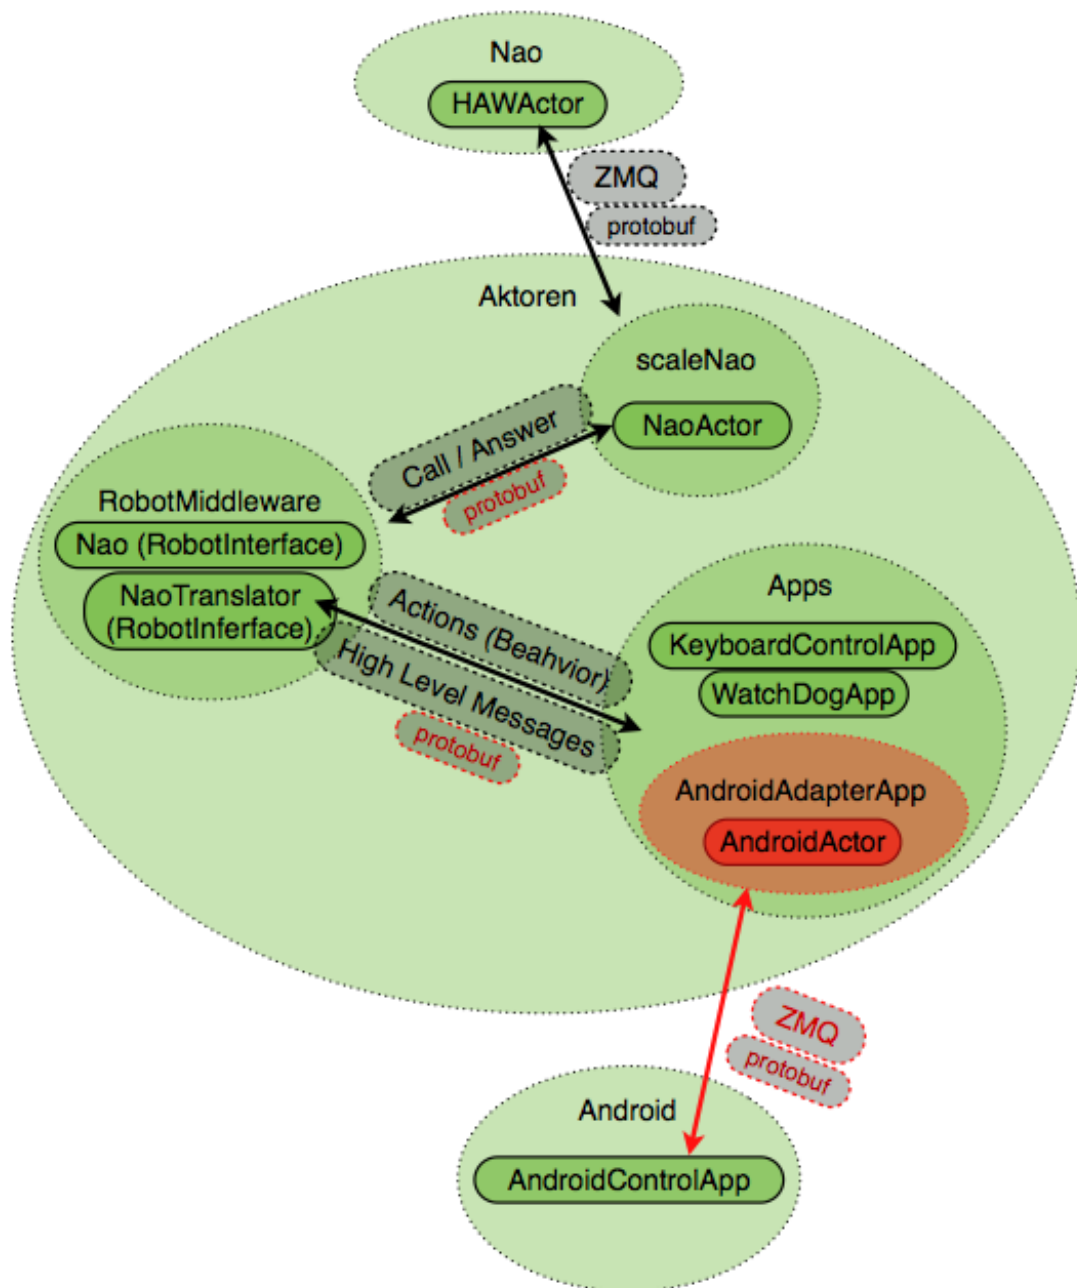 Nao
HAWActor
ZMQ
protobuf
Aktoren
scaleNao
NaoActor
Call / Answer
protobuf
RobotMiddleware
Nao (RobotInterface)
NaoTranslator
(RobotInferface)
Actions (Beahvior)
High Level Messages
protobuf
Apps
KeyboardControlApp
WatchDogApp
AndroidAdapterApp
AndroidActor
ZMQ
protobuf
Android
AndroidControlApp